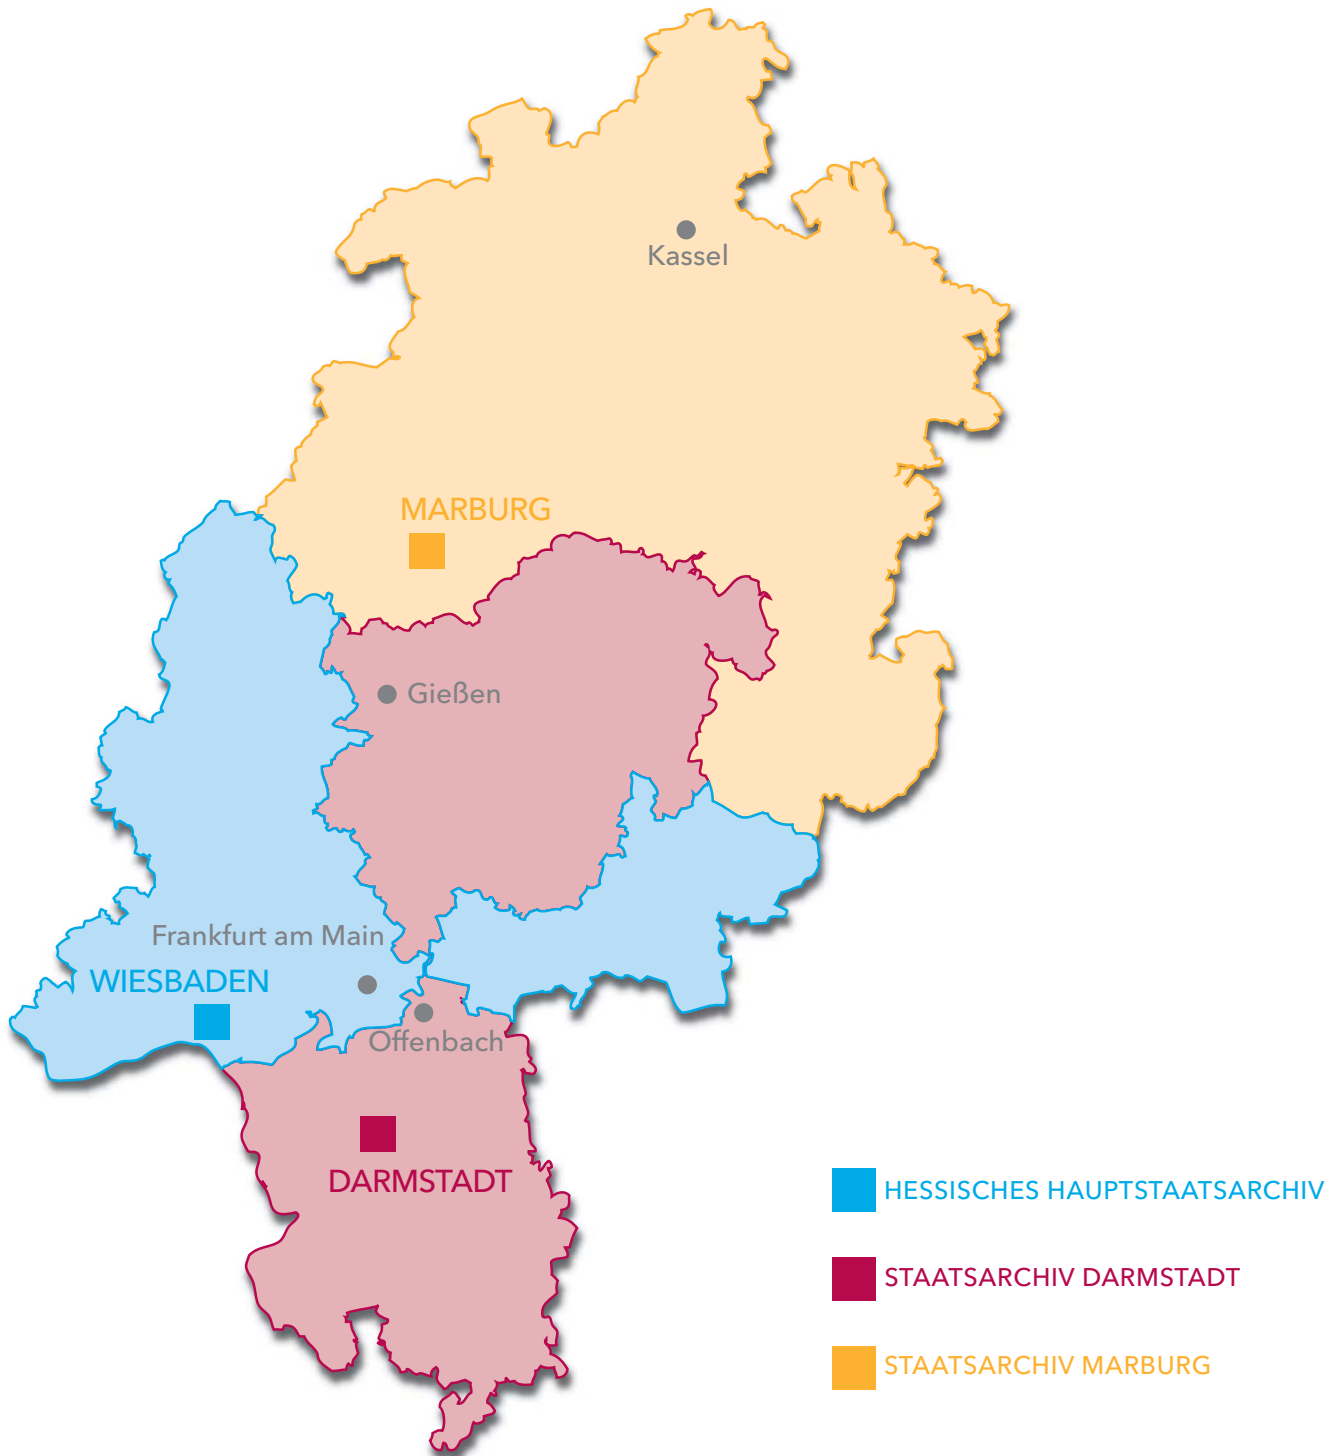 Kassel
MARBURG
Gießen
Frankfurt am Main
WIESBADEN
Offenbach
DARMSTADT
HESSISCHES HAUPTSTAATSARCHIV
STAATSARCHIV DARMSTADT
STAATSARCHIV MARBURG